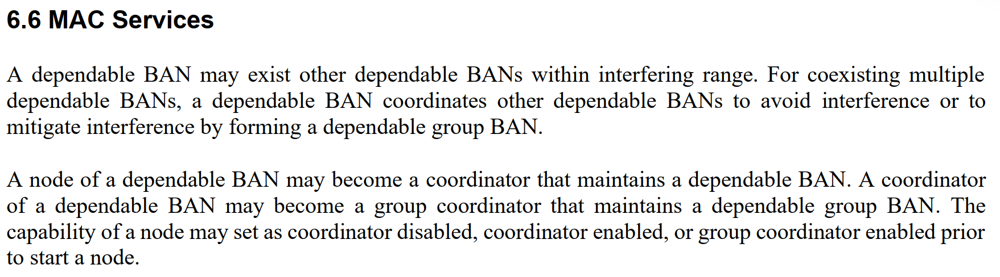 6.6 MAC Services
A dependable BAN may exist other dependable BANs within interfering range. For coexisting multiple
dependable BANs, a dependable BAN coordinates other dependable BANs to avoid interference or to
mitigate interference by forming a dependable group BAN.
A node of a dependable BAN may become a coordinator that maintains a dependable BAN. A coordinator
of a dependable BAN may become a group coordinator that maintains a dependable group BAN. The
capability of a node may set as coordinator disabled, coordinator enabled, or group coordinator enabled prior
to start a node.